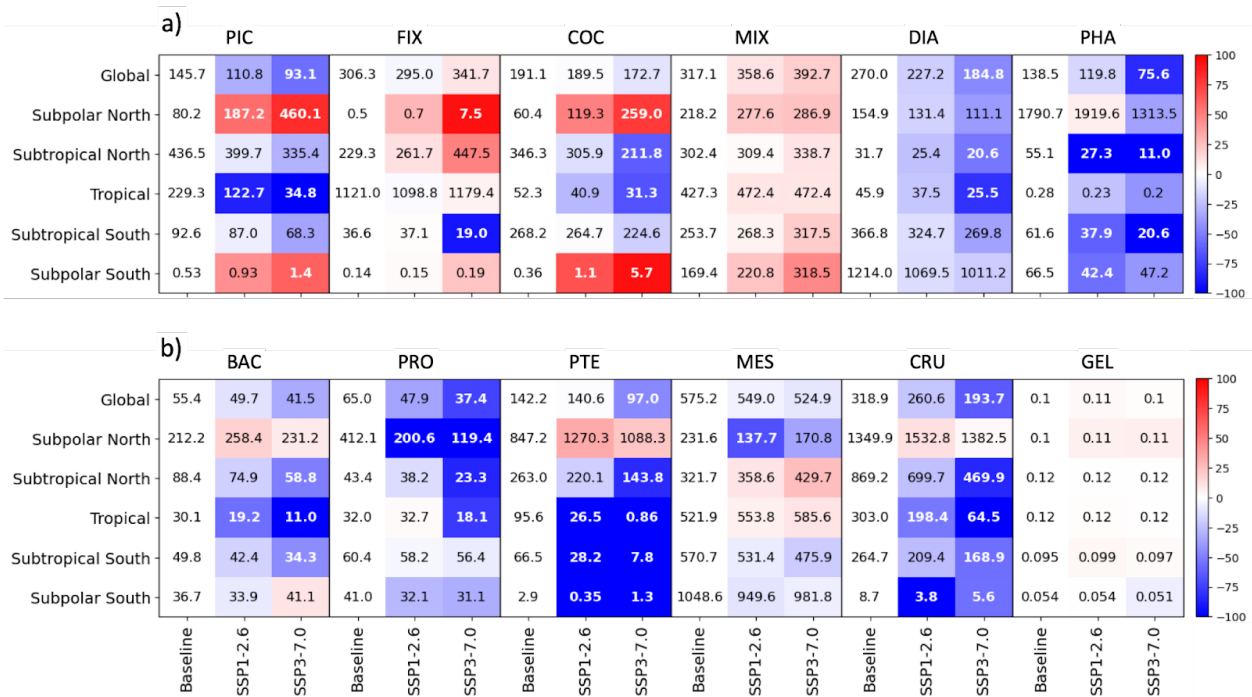 a)
PIC FIX COC MIX DIA PHA
Global 145.7 110.8 93.1 306.3 295.0 341.7 191.1 189.5 172.7 317.1 358.6 392.7 270.0 227.2 184.8 138.5 119.8 75.6
Subpolar North 80.2 187.2 460.1 0.5 0.7 7.5 60.4 119.3 259.0 218.2 277.6 286.9 154.9 131.4 111.1 1790.7 1919.6 1313.5
Subtropical North 436.5 399.7 335.4 229.3 261.7 447.5 346.3 305.9 211.8 302.4 309.4 338.7 31.7 25.4 20.6 55.1 27.3 11.0
Tropical 229.3 122.7 34.8 1121.0 1098.8 1179.4 52.3 40.9 31.3 427.3 472.4 472.4 45.9 37.5 25.5 0.28 0.23 0.2
Subtropical South 92.6 87.0 68.3 36.6 37.1 19.0 268.2 264.7 224.6 253.7 268.3 317.5 366.8 324.7 269.8 61.6 37.9 20.6
Subpolar South 0.53 0.93 1.4 0.14 0.15 0.19 0.36 1.1 5.7 169.4 220.8 318.5 1214.0 1069.5 1011.2 66.5 42.4 47.2
100
75
50
25
0
−25
−50
−75
−100
b)
BAC PRO PTE MES CRU GEL
Global 55.4 49.7 41.5 65.0 47.9 37.4 142.2 140.6 97.0 575.2 549.0 524.9 318.9 260.6 193.7 0.1 0.11 0.1
Subpolar North 212.2 258.4 231.2 412.1 200.6 119.4 847.2 1270.3 1088.3 231.6 137.7 170.8 1349.9 1532.8 1382.5 0.1 0.11 0.11
Subtropical North 88.4 74.9 58.8 43.4 38.2 23.3 263.0 220.1 143.8 321.7 358.6 429.7 869.2 699.7 469.9 0.12 0.12 0.12
Tropical 30.1 19.2 11.0 32.0 32.7 18.1 95.6 26.5 0.86 521.9 553.8 585.6 303.0 198.4 64.5 0.12 0.12 0.12
Subtropical South 49.8 42.4 34.3 60.4 58.2 56.4 66.5 28.2 7.8 570.7 531.4 475.9 264.7 209.4 168.9 0.095 0.099 0.097
Subpolar South 36.7 33.9 41.1 41.0 32.1 31.1 2.9 0.35 1.3 1048.6 949.6 981.8 8.7 3.8 5.6 0.054 0.054 0.051
100
75
50
25
0
−25
−50
−75
−100
Baseline SSP1-2.6 SSP3-7.0 Baseline SSP1-2.6 SSP3-7.0 Baseline SSP1-2.6 SSP3-7.0 Baseline SSP1-2.6 SSP3-7.0 Baseline SSP1-2.6 SSP3-7.0 Baseline SSP1-2.6 SSP3-7.0